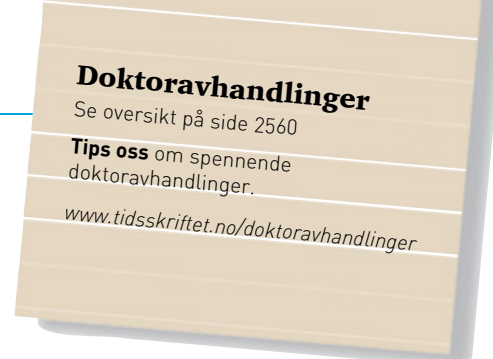 Doktoravhandlinger
Se oversikt på side 2560
Tips oss om spennende
doktoravhandlinger.
www.tidsskriftet.no/doktoravhandlinger